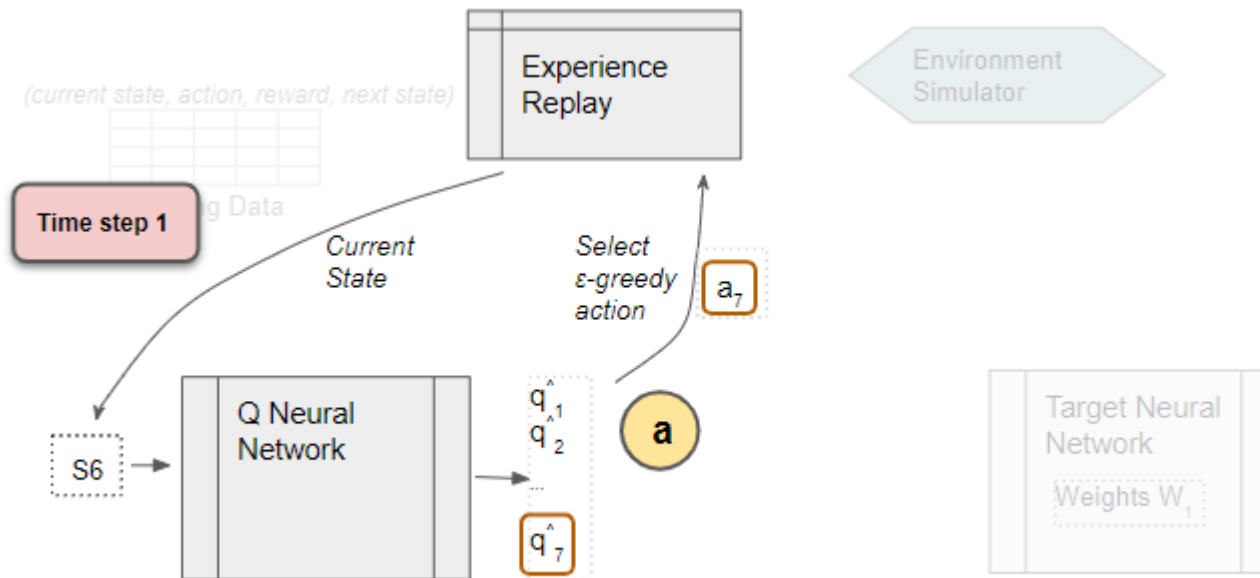 Experience
Replay
Environment
Simulator
(current state, action, reward, next state)
Time step 1
Data
Current
State
Select
ε-greedy
action
a7
S6
Q Neural
Network
q^1
q^2
...
q^7
a
Target Neural
Network
Weights W1